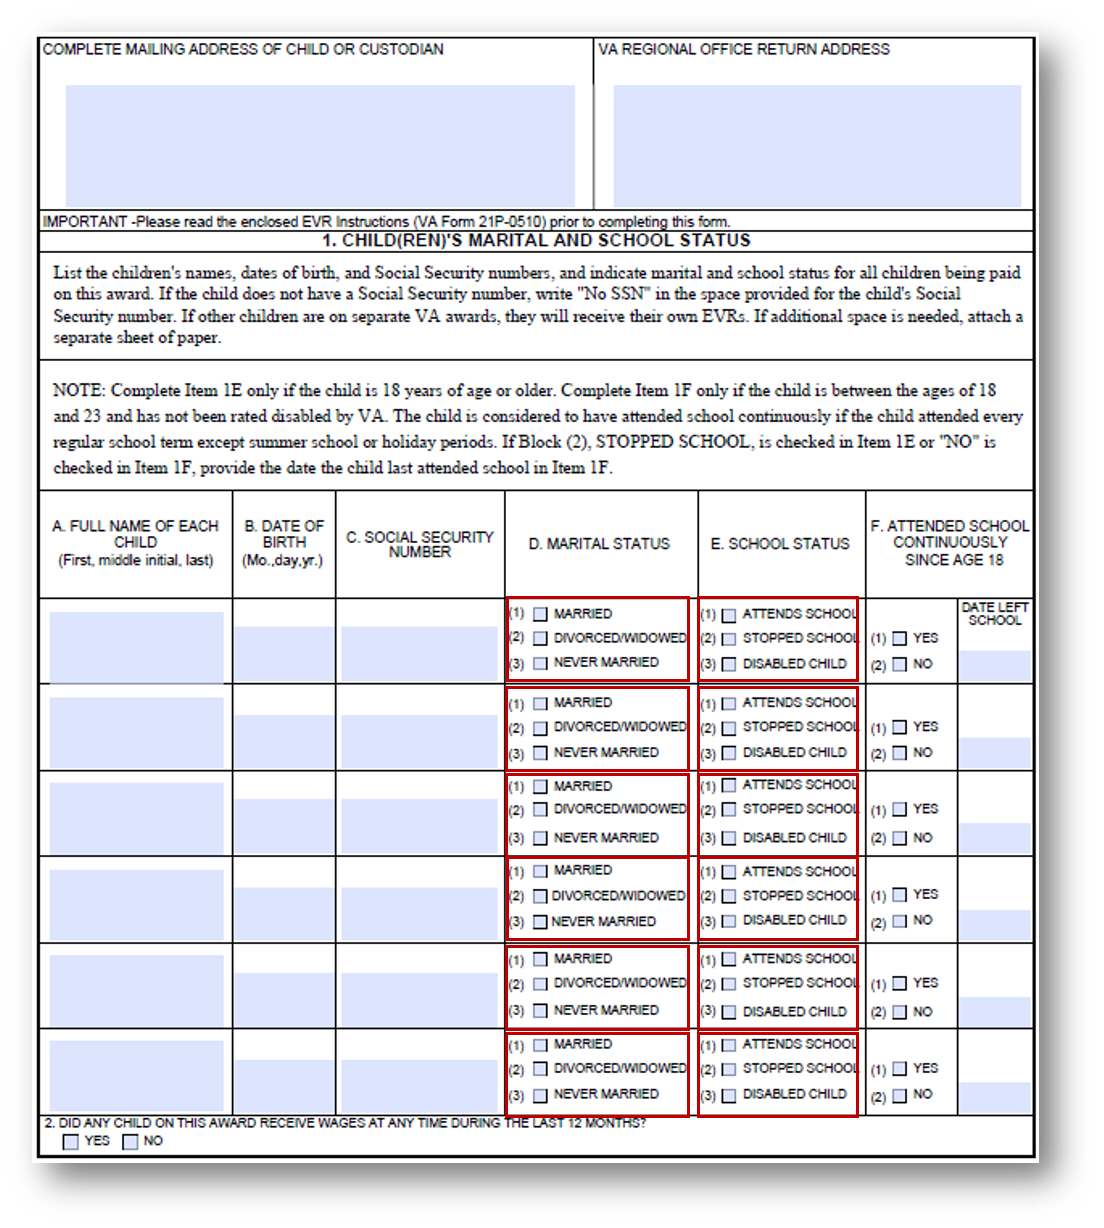 COMPLETE MAILING ADDRESS OF CHILD OR CUSTODIAN
VA REGIONAL OFFICE RETURN ADDRESS
IMPORTANT -Please read the enclosed EVR Instructions (VA Form 21P-0510) prior to completing this form.
1. CHILD(REN)'S MARITAL AND SCHOOL STATUS
List the children's names, dates of birth, and Social Security numbers, and indicate marital and school status for all children being paid
on this award. If the child does not have a Social Security number, write "No SSN" in the space provided for the child's Social
Security number. If other children are on separate VA awards, they will receive their own EVRs. If additional space is needed, attach a
separate sheet of paper.
NOTE: Complete Item 1E only if the child is 18 years of age or older. Complete Item 1F only if the child is between the ages of 18
and 23 and has not been rated disabled by VA. The child is considered to have attended school continuously if the child attended every
regular school term except summer school or holiday periods. If Block (2), STOPPED SCHOOL, is checked in Item 1E or "NO" is
checked in Item 1F, provide the date the child last attended school in Item 1F.
A. FULL NAME OF EACH
CHILD
(First, middle initial, last)
B. DATE OF
BIRTH
(Mo.,day,yr.)
C. SOCIAL SECURITY
NUMBER
D. MARITAL STATUS
E. SCHOOL STATUS
F. ATTENDED SCHOOL
CONTINUOUSLY
SINCE AGE 18
(1) MARRIED
(2) DIVORCED/WIDOWED
(3) NEVER MARRIED
(1) ATTENDS SCHOOL
(2) STOPPED SCHOOL
(3) DISABLED CHILD
(1) YES
(2) NO
DATE LEFT
SCHOOL
(1) MARRIED
(2) DIVORCED/WIDOWED
(3) NEVER MARRIED
(1) ATTENDS SCHOOL
(2) STOPPED SCHOOL
(3) DISABLED CHILD
(1) YES
(2) NO
(1) MARRIED
(2) DIVORCED/WIDOWED
(3) NEVER MARRIED
(1) ATTENDS SCHOOL
(2) STOPPED SCHOOL
(3) DISABLED CHILD
(1) YES
(2) NO
(1) MARRIED
(2) DIVORCED/WIDOWED
(3) NEVER MARRIED
(1) ATTENDS SCHOOL
(2) STOPPED SCHOOL
(3) DISABLED CHILD
(1) YES
(2) NO
(1) MARRIED
(2) DIVORCED/WIDOWED
(3) NEVER MARRIED
(1) ATTENDS SCHOOL
(2) STOPPED SCHOOL
(3) DISABLED CHILD
(1) YES
(2) NO
(1) MARRIED
(2) DIVORCED/WIDOWED
(3) NEVER MARRIED
(1) ATTENDS SCHOOL
(2) STOPPED SCHOOL
(3) DISABLED CHILD
(1) YES
(2) NO
2. DID ANY CHILD ON THIS AWARD RECEIVE WAGES AT ANY TIME DURING THE LAST 12 MONTHS?
YES NO